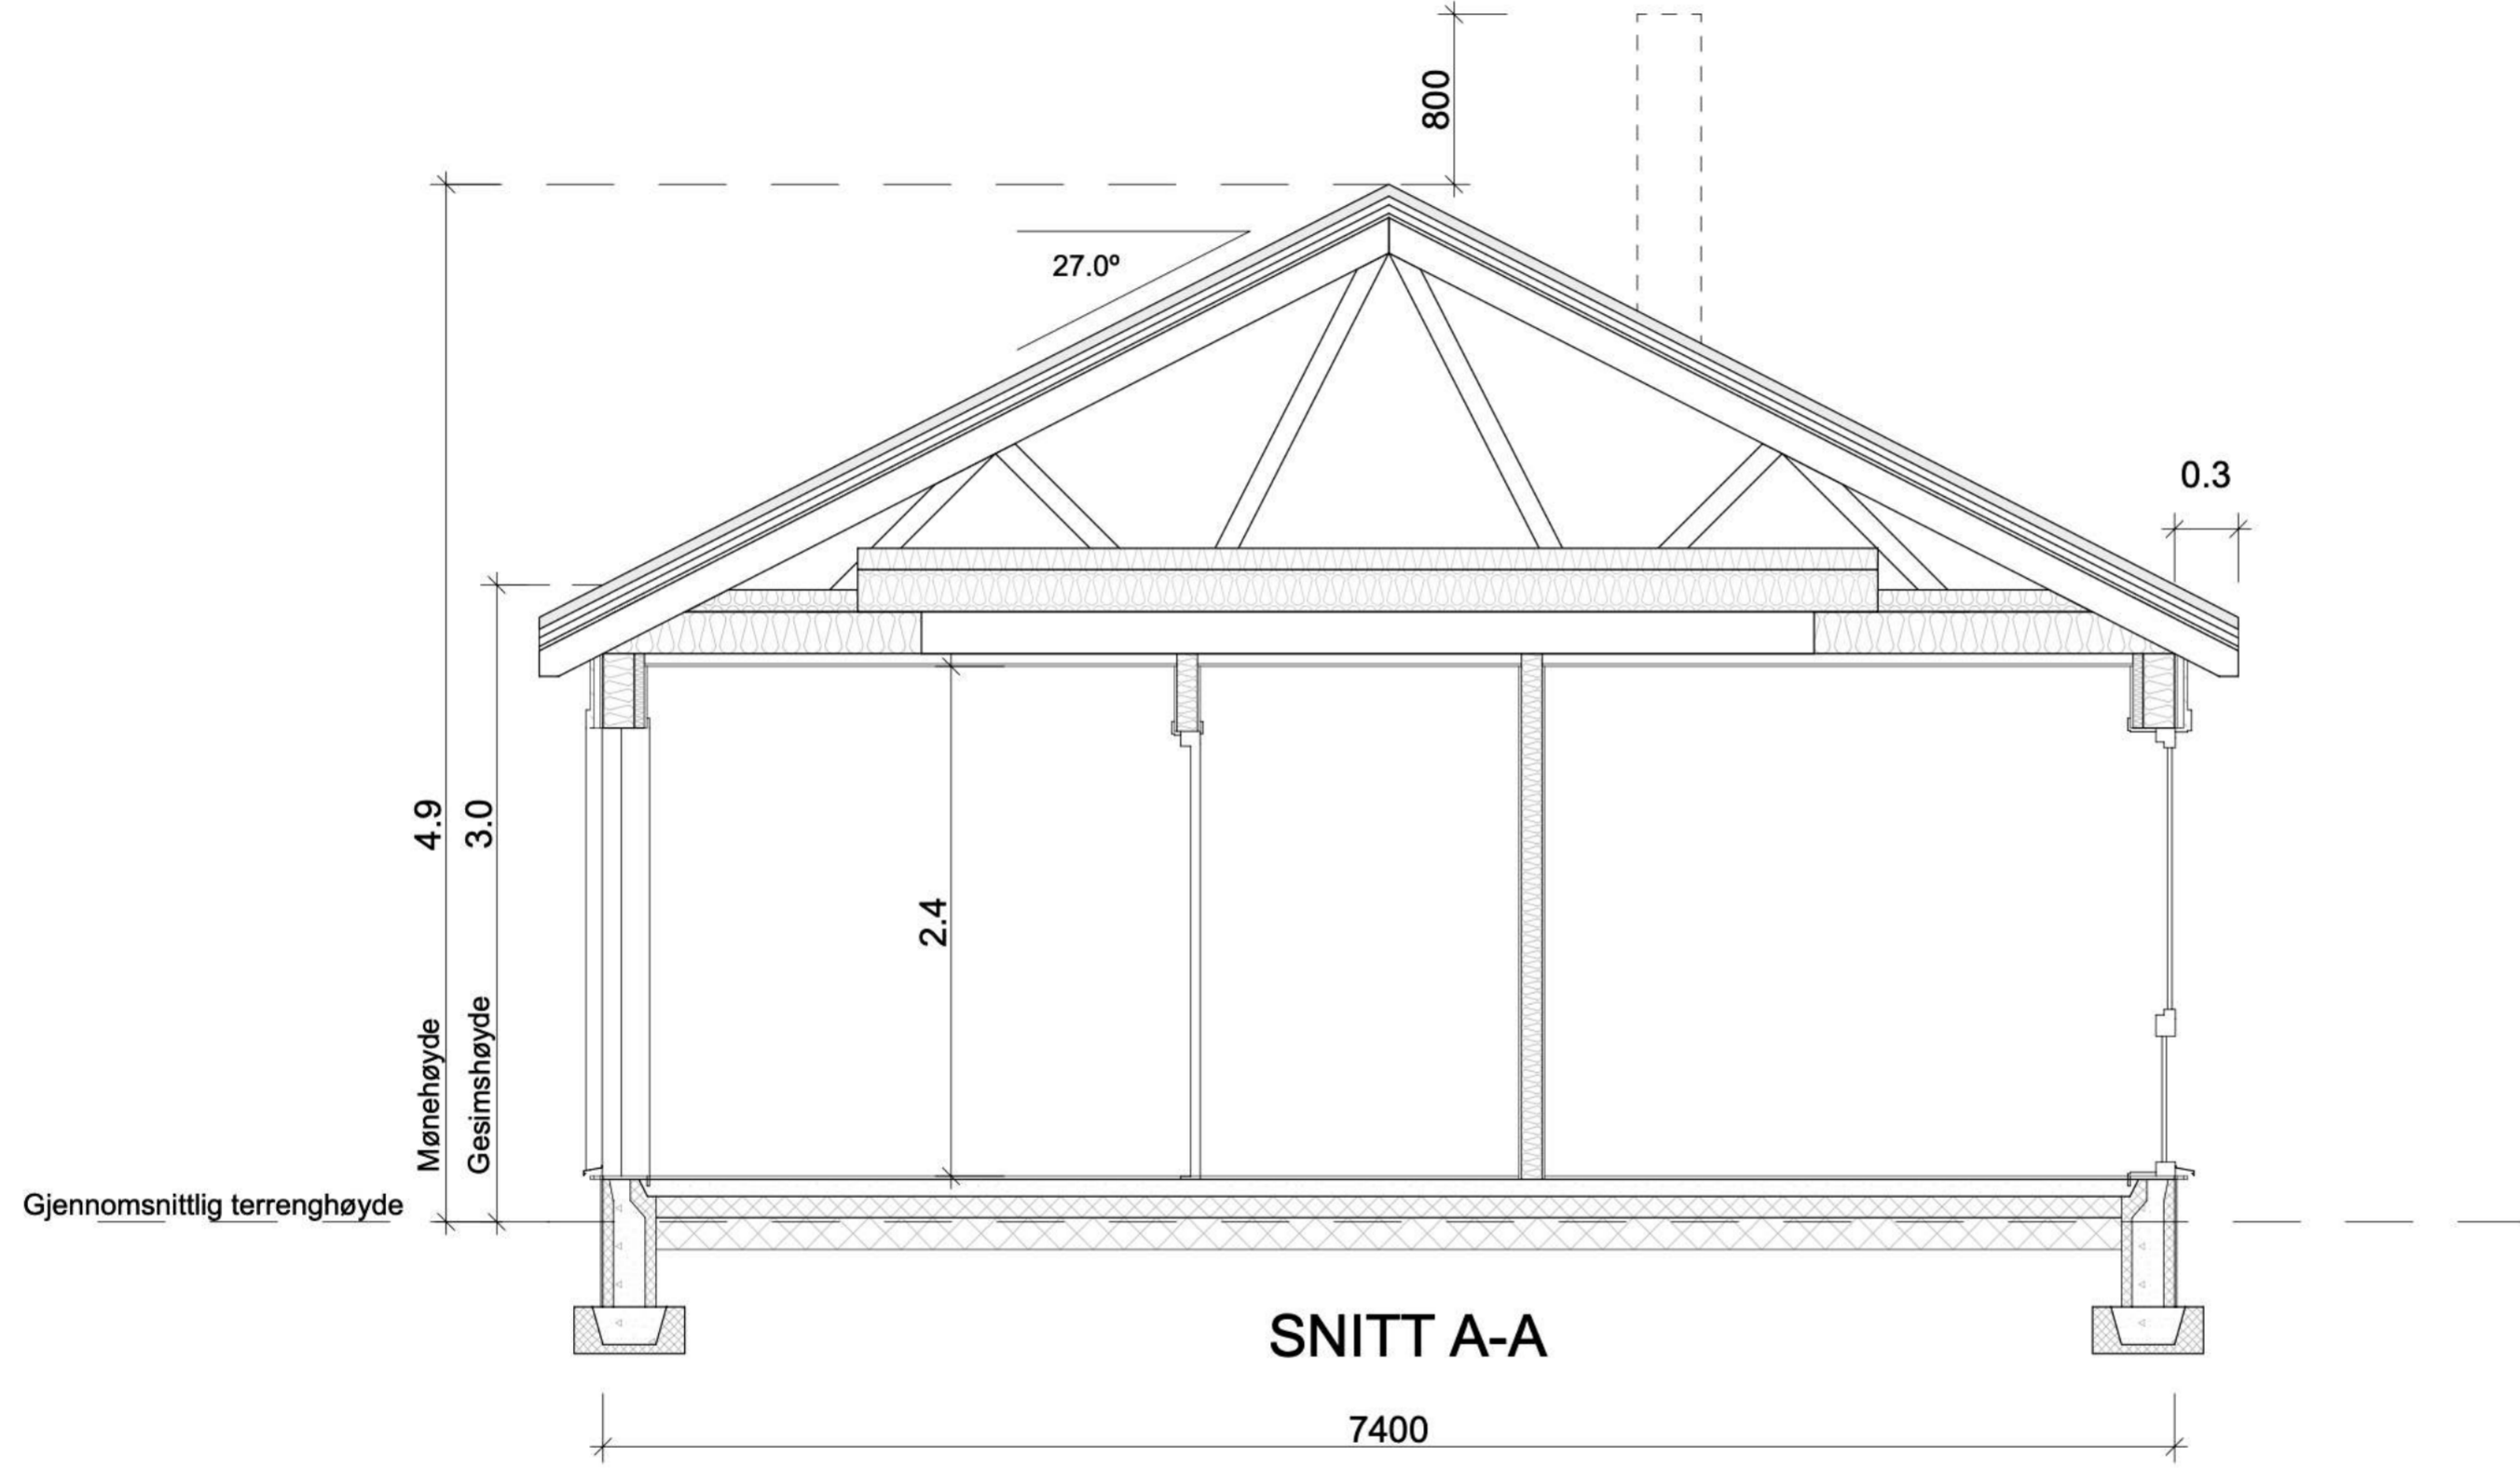 800
27.0º
0.3
4.9
3.0
2.4
Mønehøyde
Gesimshøyde
Gjennomsnittlig terrenghøyde
SNITT A-A
7400